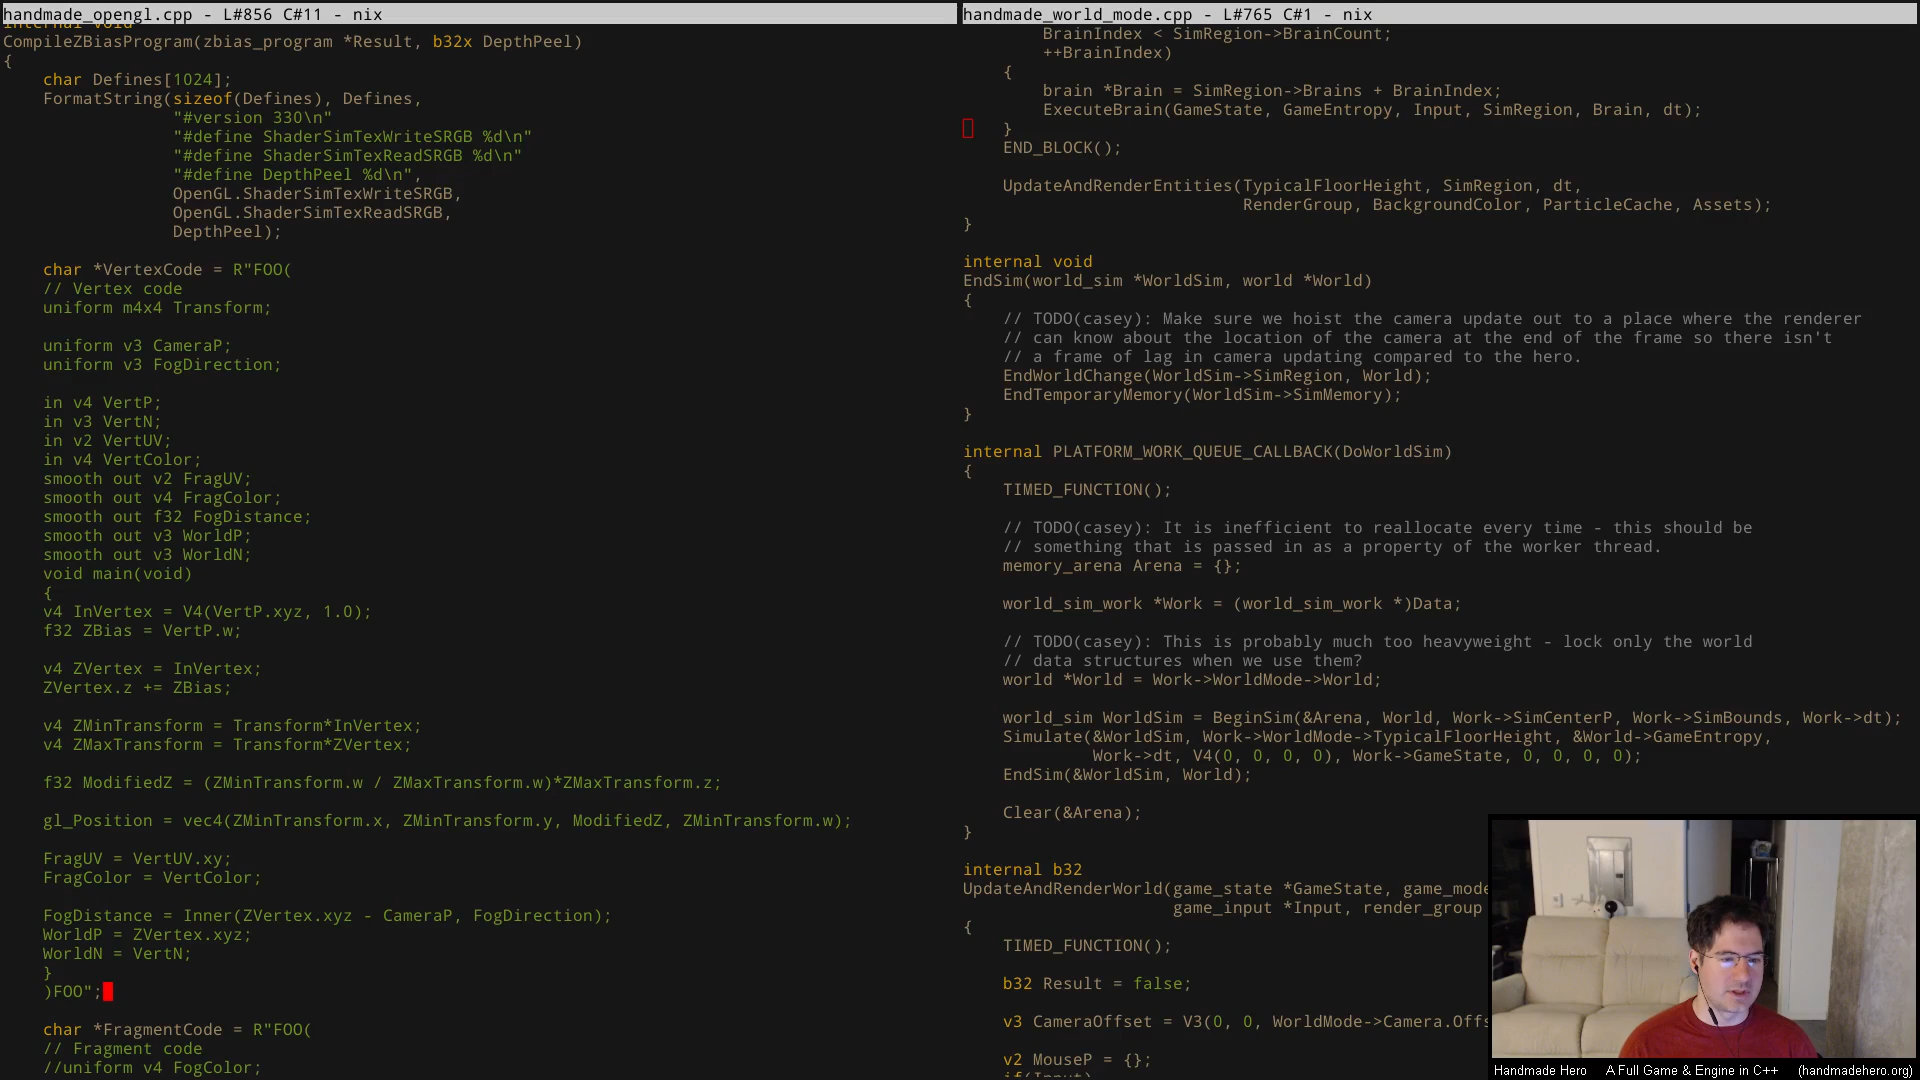 handmade_opengl.cpp - L#856 C#11 - nix
internal void
CompileZBiasProgram(zbias_program *Result, b32x DepthPeel)
{
    char Defines[1024];
    FormatString(sizeof(Defines), Defines,
                 "#version 330\n"
                 "#define ShaderSimTexWriteSRGB %d\n"
                 "#define ShaderSimTexReadSRGB %d\n"
                 "#define DepthPeel %d\n",
                 OpenGL.ShaderSimTexWriteSRGB,
                 OpenGL.ShaderSimTexReadSRGB,
                 DepthPeel);
    char *VertexCode = R"FOO(
    // Vertex code
    uniform m4x4 Transform;
    uniform v3 CameraP;
    uniform v3 FogDirection;
    in v4 VertP;
    in v3 VertN;
    in v2 VertUV;
    in v4 VertColor;
    smooth out v2 FragUV;
    smooth out v4 FragColor;
    smooth out f32 FogDistance;
    smooth out v3 WorldP;
    smooth out v3 WorldN;
    void main(void)
    {
    v4 InVertex = V4(VertP.xyz, 1.0);
    f32 ZBias = VertP.w;
    v4 ZVertex = InVertex;
    ZVertex.z += ZBias;
    v4 ZMinTransform = Transform*InVertex;
    v4 ZMaxTransform = Transform*ZVertex;
    f32 ModifiedZ = (ZMinTransform.w / ZMaxTransform.w)*ZMaxTransform.z;
    gl_Position = vec4(ZMinTransform.x, ZMinTransform.y, ModifiedZ, ZMinTransform.w);
    FragUV = VertUV.xy;
    FragColor = VertColor;
    FogDistance = Inner(ZVertex.xyz - CameraP, FogDirection);
    WorldP = ZVertex.xyz;
    WorldN = VertN;
    }
    )FOO";
    char *FragmentCode = R"FOO(
    // Fragment code
    //uniform v4 FogColor;
handmade_world_mode.cpp - L#765 C#1 - nix
        BrainIndex < SimRegion->BrainCount;
        ++BrainIndex)
    {
        brain *Brain = SimRegion->Brains + BrainIndex;
        ExecuteBrain(GameState, GameEntropy, Input, SimRegion, Brain, dt);
    }
    END_BLOCK();
    UpdateAndRenderEntities(TypicalFloorHeight, SimRegion, dt,
                            RenderGroup, BackgroundColor, ParticleCache, Assets);
}
internal void
EndSim(world_sim *WorldSim, world *World)
{
    // TODO(casey): Make sure we hoist the camera update out to a place where the renderer
    // can know about the location of the camera at the end of the frame so there isn't
    // a frame of lag in camera updating compared to the hero.
    EndWorldChange(WorldSim->SimRegion, World);
    EndTemporaryMemory(WorldSim->SimMemory);
}
internal PLATFORM_WORK_QUEUE_CALLBACK(DoWorldSim)
{
    TIMED_FUNCTION();
    // TODO(casey): It is inefficient to reallocate every time - this should be
    // something that is passed in as a property of the worker thread.
    memory_arena Arena = {};
    world_sim_work *Work = (world_sim_work *)Data;
    // TODO(casey): This is probably much too heavyweight - lock only the world
    // data structures when we use them?
    world *World = Work->WorldMode->World;
    world_sim WorldSim = BeginSim(&Arena, World, Work->SimCenterP, Work->SimBounds, Work->dt);
    Simulate(&WorldSim, Work->WorldMode->TypicalFloorHeight, &World->GameEntropy,
             Work->dt, V4(0, 0, 0, 0), Work->GameState, 0, 0, 0, 0);
    EndSim(&WorldSim, World);
    Clear(&Arena);
}
internal b32
UpdateAndRenderWorld(game_state *GameState, game_mode
                     game_input *Input, render_group
{
    TIMED_FUNCTION();
    b32 Result = false;
    v3 CameraOffset = V3(0, 0, WorldMode->Camera.Offs
    v2 MouseP = {};
    if(Input)
Handmade Hero   A Full Game & Engine in C++   (handmadehero.org)